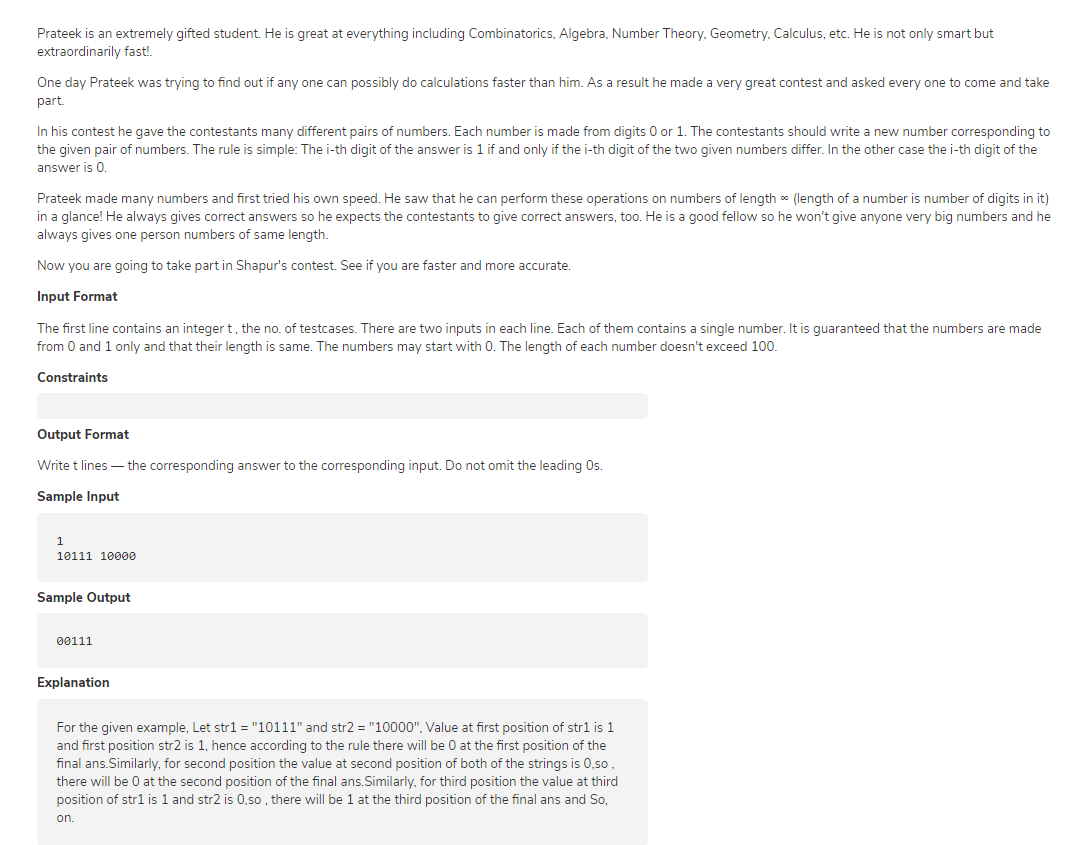 Prateek is an extremely gifted student. He is great at everything including Combinatorics, Algebra, Number Theory, Geometry, Calculus, etc. He is not only smart but
extraordinarily fast!.
One day Prateek was trying to find out if any one can possibly do calculations faster than him. As a result he made a very great contest and asked every one to come and take
part.
In his contest he gave the contestants many different pairs of numbers. Each number is made from digits 0 or 1. The contestants should write a new number corresponding to
the given pair of numbers. The rule is simple: The i-th digit of the answer is 1 if and only if the i-th digit of the two given numbers differ. In the other case the i-th digit of the
answer is 0.
Prateek made many numbers and first tried his own speed. He saw that he can perform these operations on numbers of length ∞ (length of a number is number of digits in it)
in a glance! He always gives correct answers so he expects the contestants to give correct answers, too. He is a good fellow so he won't give anyone very big numbers and he
always gives one person numbers of same length.
Now you are going to take part in Shapur's contest. See if you are faster and more accurate.
Input Format
The first line contains an integer t , the no. of testcases. There are two inputs in each line. Each of them contains a single number. It is guaranteed that the numbers are made
from 0 and 1 only and that their length is same. The numbers may start with 0. The length of each number doesn't exceed 100.
Constraints
Output Format
Write t lines — the corresponding answer to the corresponding input. Do not omit the leading 0s.
Sample Input
1
10111 10000
Sample Output
00111
Explanation
For the given example, Let str1 = "10111" and str2 = "10000", Value at first position of str1 is 1
and first position str2 is 1, hence according to the rule there will be 0 at the first position of the
final ans.Similarly, for second position the value at second position of both of the strings is 0,so ,
there will be 0 at the second position of the final ans.Similarly, for third position the value at third
position of str1 is 1 and str2 is 0,so , there will be 1 at the third position of the final ans and So,
on.